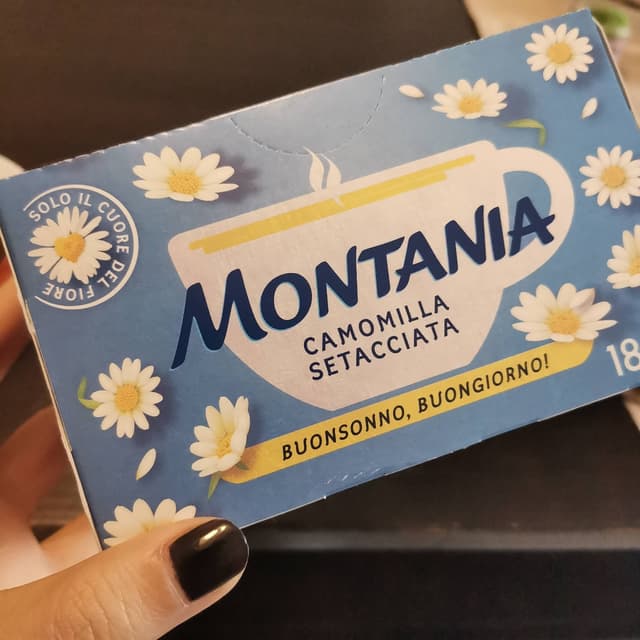 SOLO IL CUORE DEL FIORE
MONTANIA
CAMOMILLA
SETACCIATA
BUONSONNO, BUONGIORNO!
18